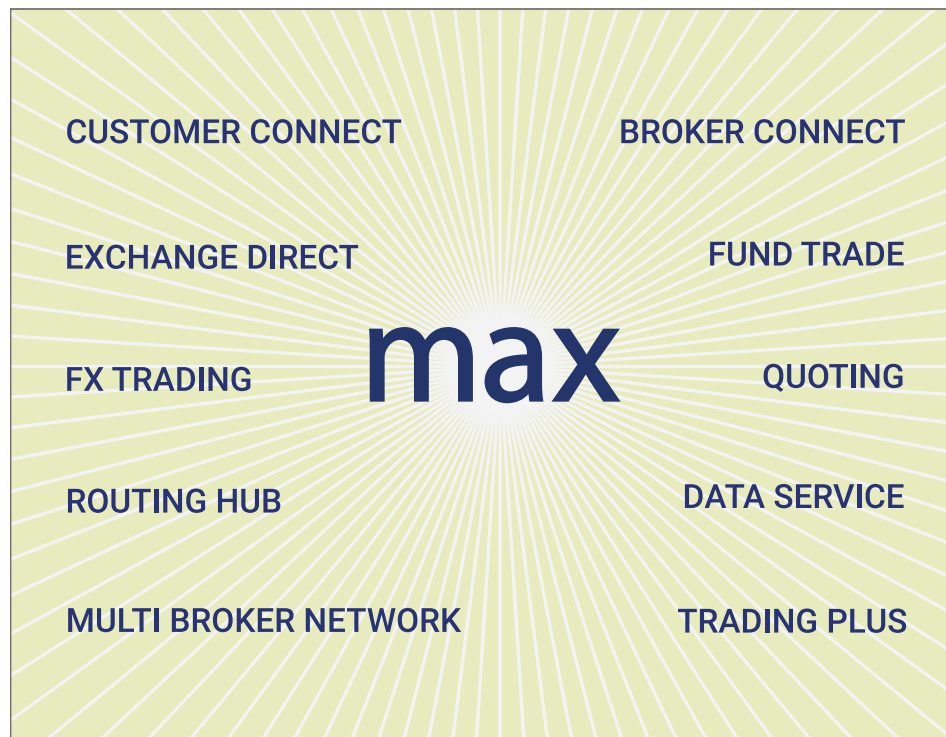 CUSTOMER CONNECT
BROKER CONNECT
EXCHANGE DIRECT
FUND TRADE
max
FX TRADING
QUOTING
ROUTING HUB
DATA SERVICE
MULTI BROKER NETWORK
TRADING PLUS